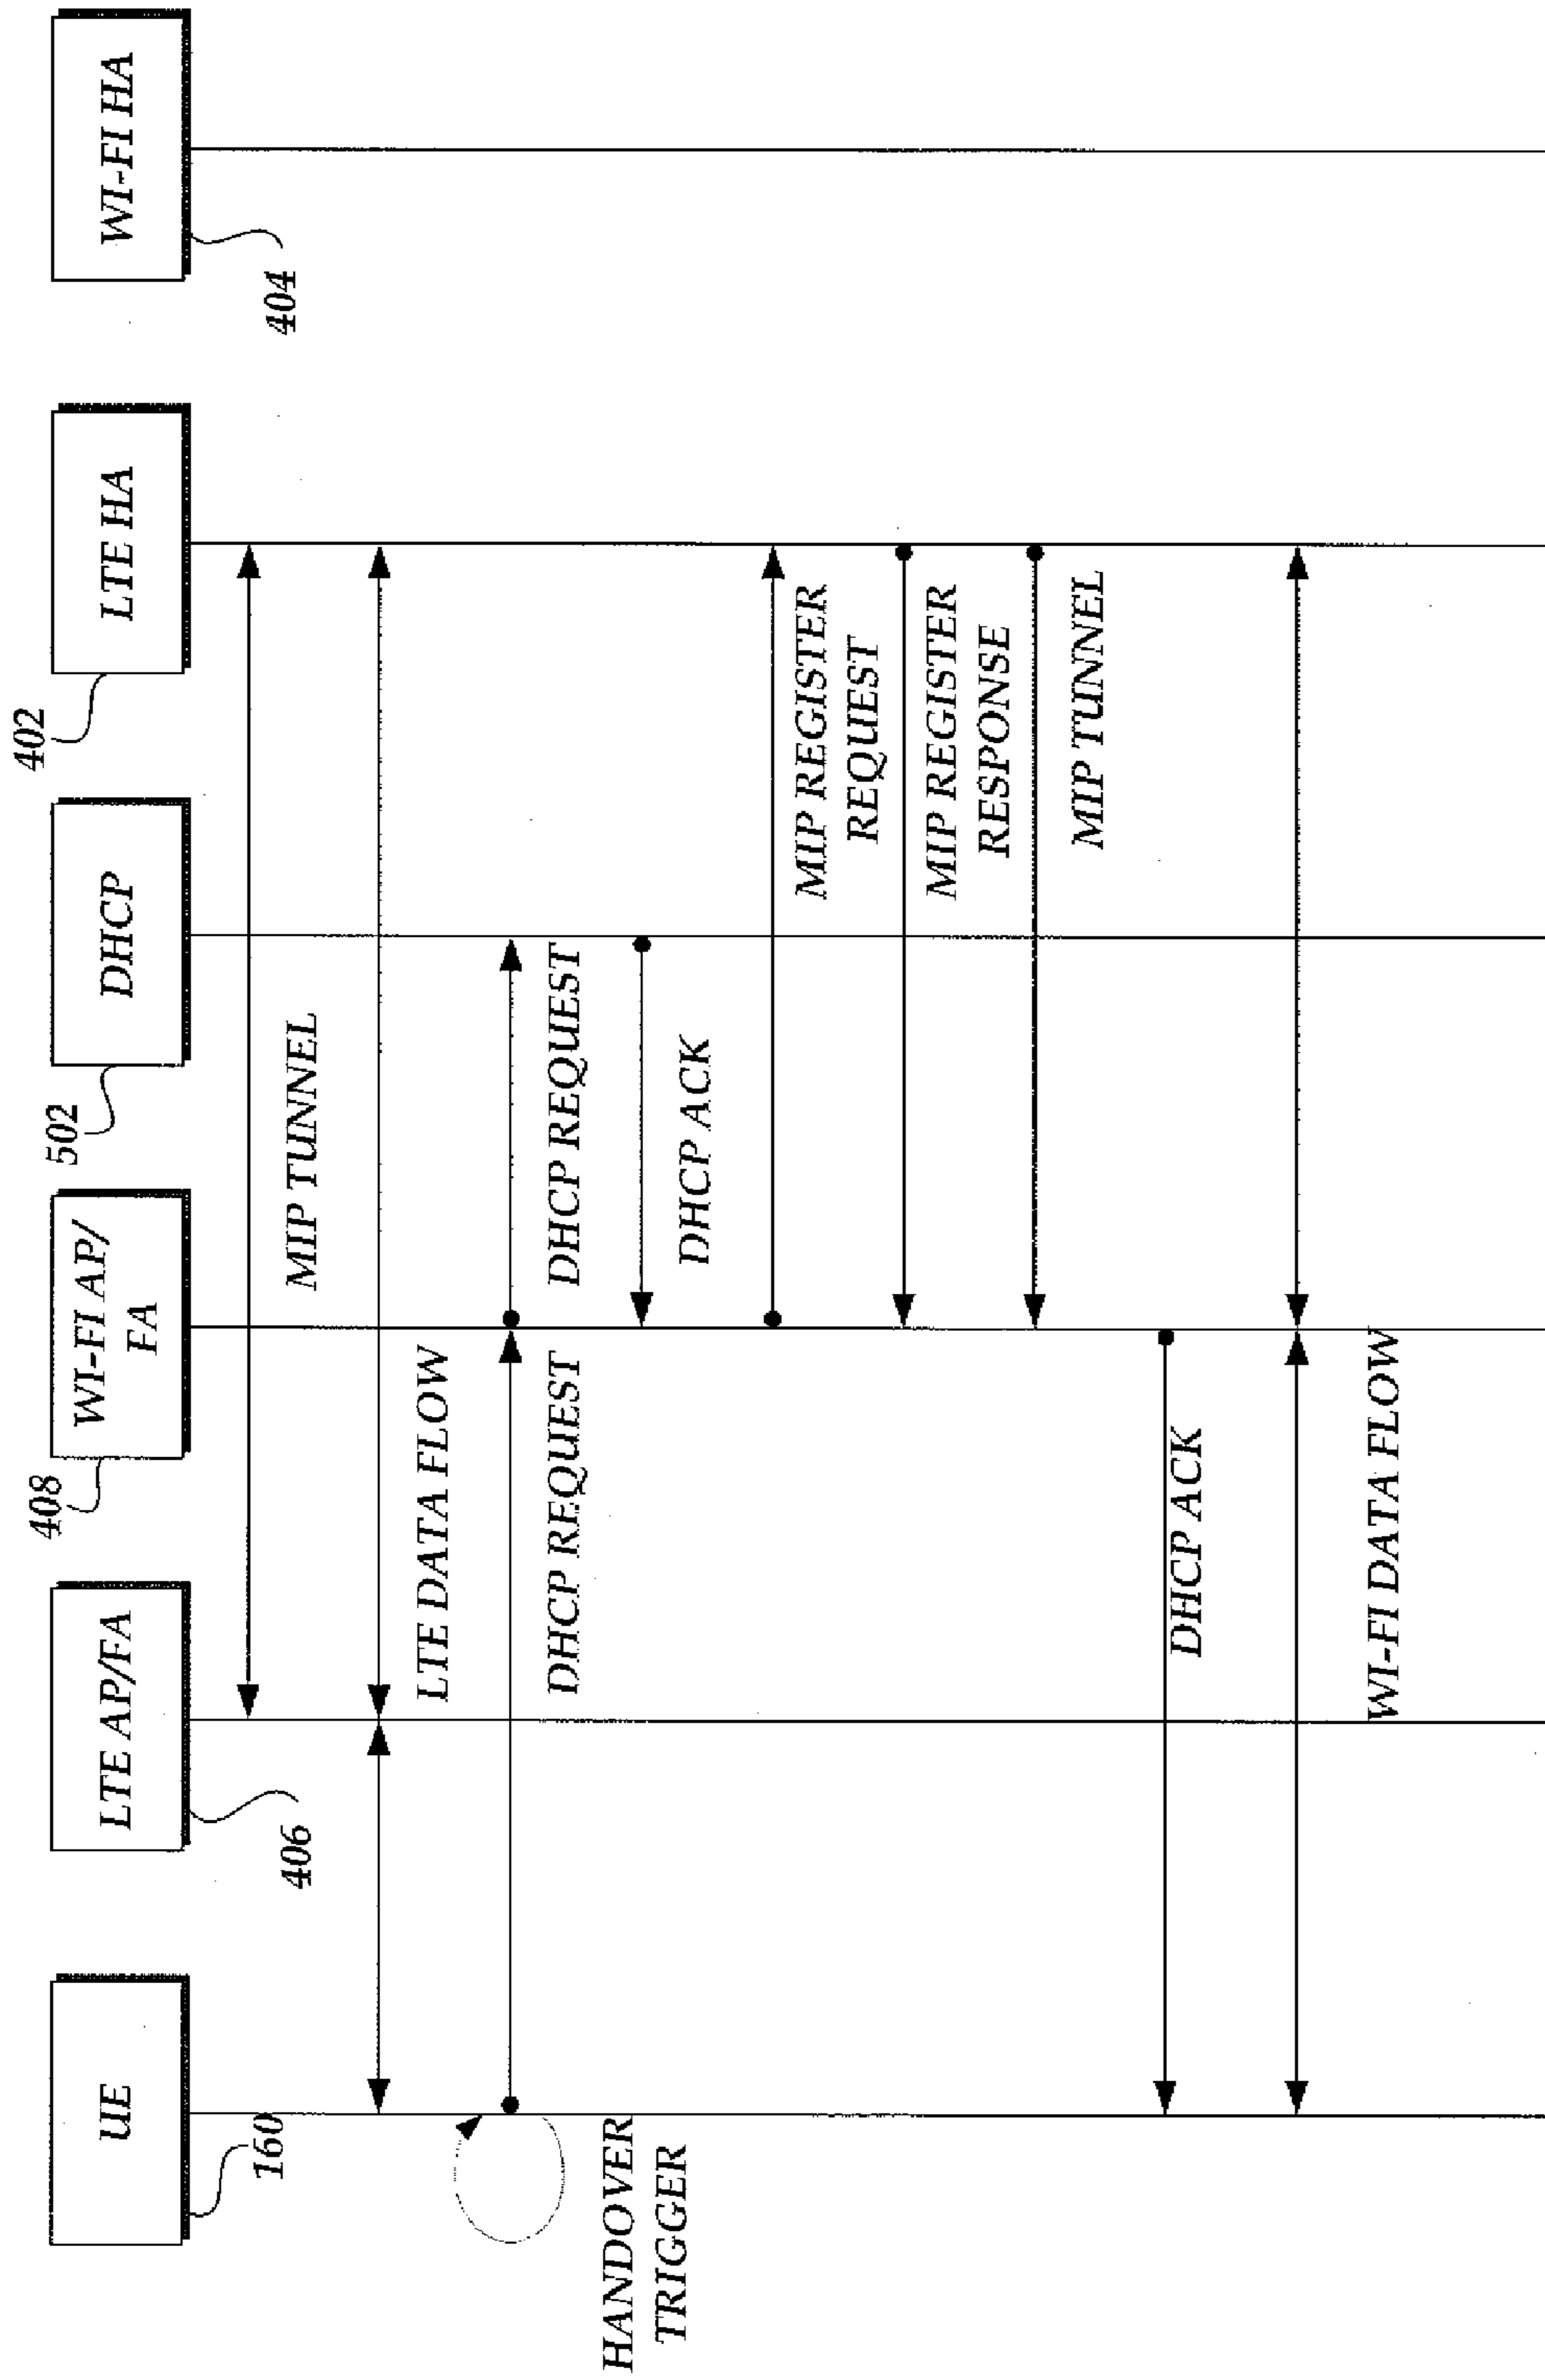 UE
160
LTE AP/FA
406
WI-FI AP/
FA
408
DHCP
502
LTE HA
402
WI-FI HA
404
MIP TUNNEL
LTE DATA FLOW
HANDOVER
TRIGGER
DHCP REQUEST
DHCP REQUEST
DHCP ACK
MIP REGISTER
REQUEST
MIP REGISTER
RESPONSE
MIP TUNNEL
DHCP ACK
WI-FI DATA FLOW